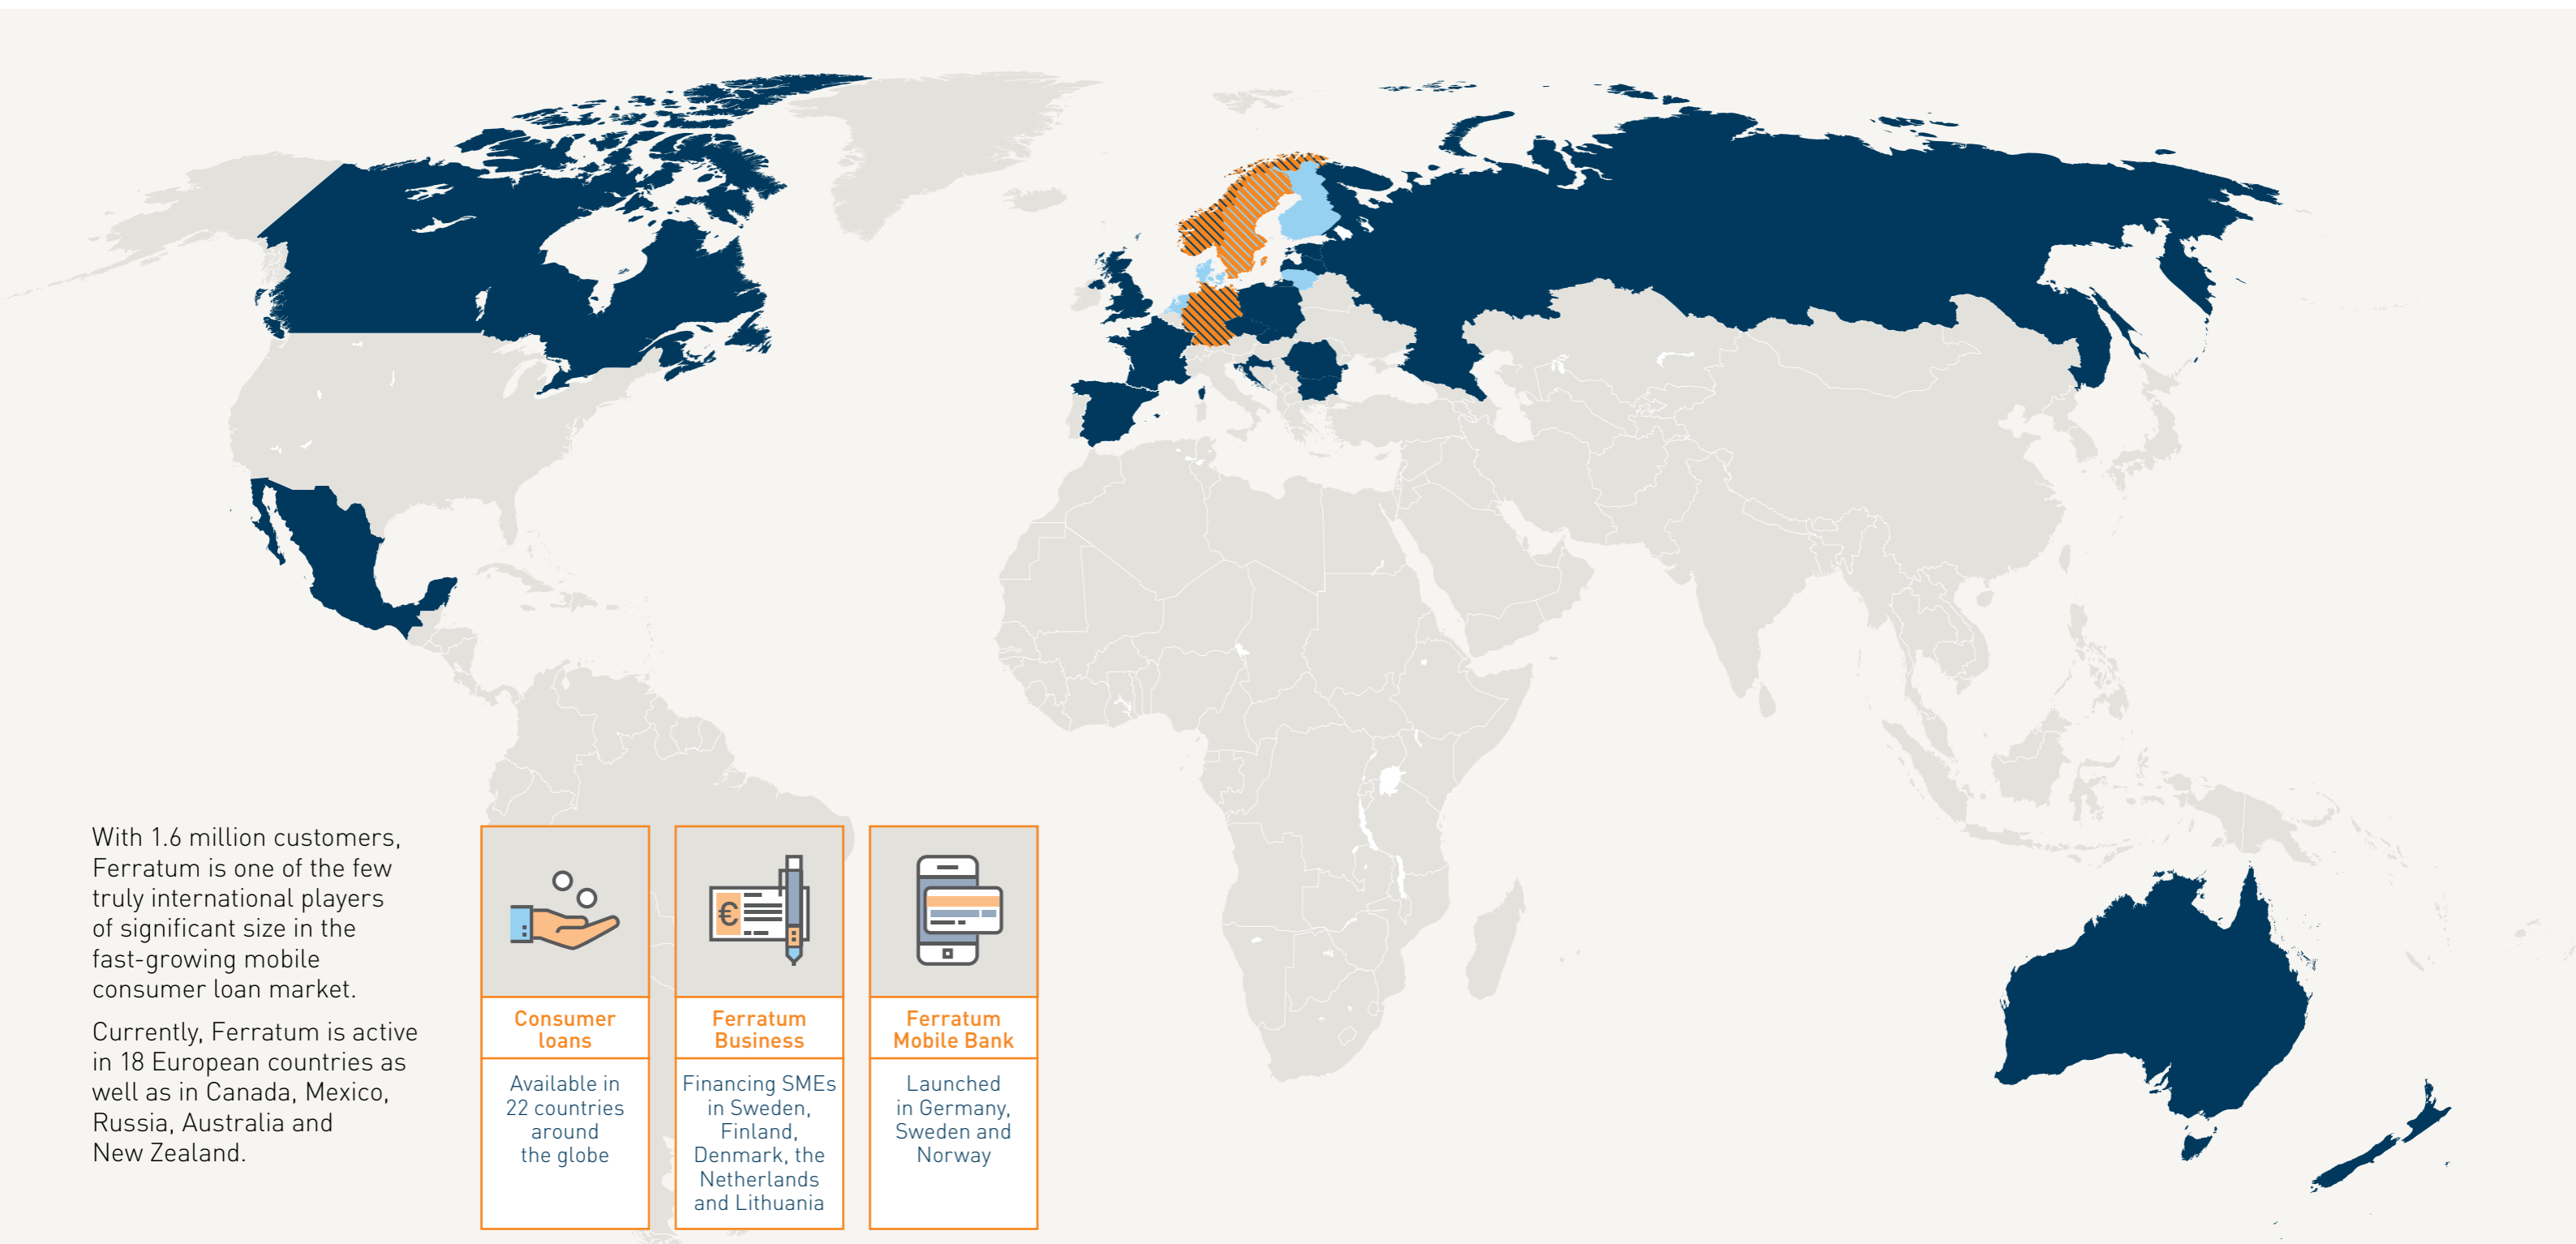 With 1.6 million customers,
Ferratum is one of the few
truly international players
of significant size in the
fast-growing mobile
consumer loan market.
Currently, Ferratum is active
in 18 European countries as
well as in Canada, Mexico,
Russia, Australia and
New Zealand.
Consumer
loans
Available in
22 countries
around
the globe
€
Ferratum
Business
Financing SMEs
in Sweden,
Finland,
Denmark, the
Netherlands
and Lithuania
Ferratum
Mobile Bank
Launched
in Germany,
Sweden and
Norway